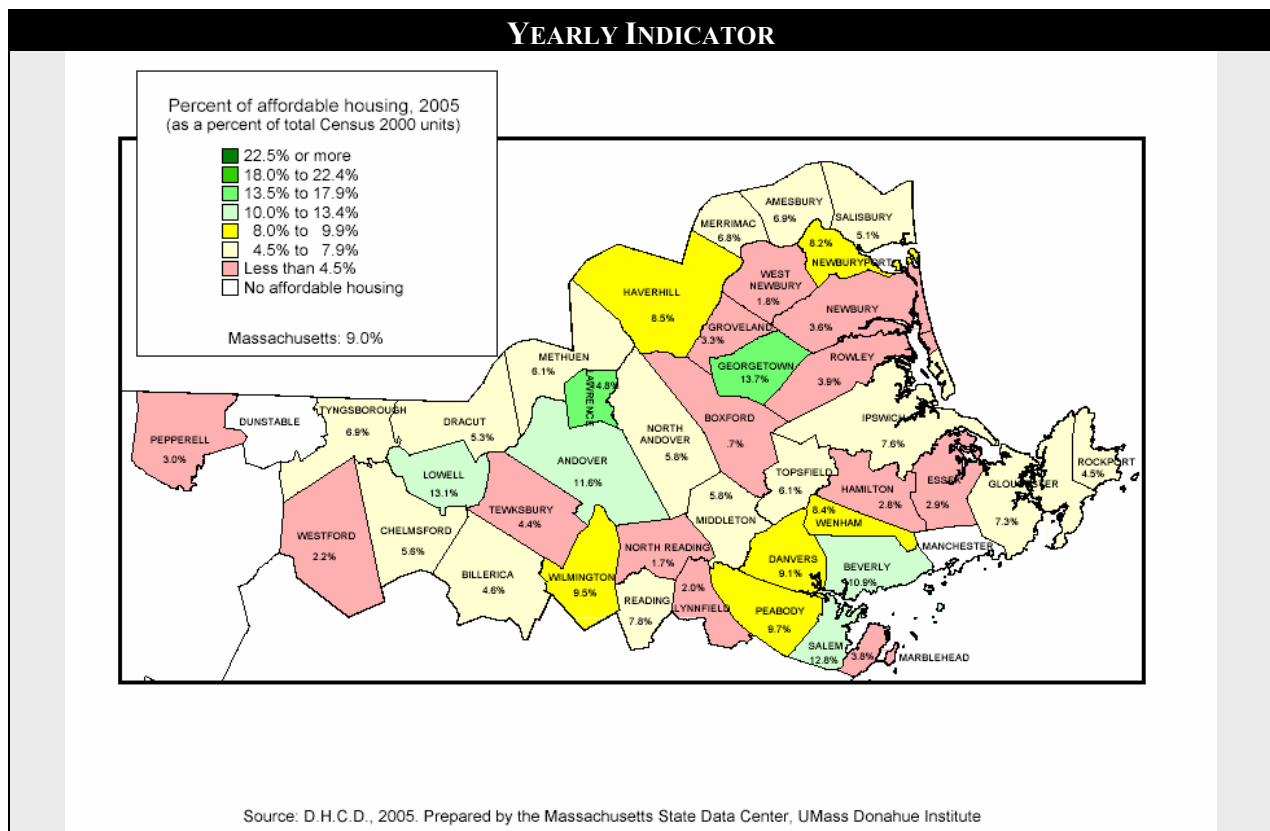 YEARLY INDICATOR
Percent of affordable housing, 2005
(as a percent of total Census 2000 units)
22.5% or more
18.0% to 22.4%
13.5% to 17.9%
10.0% to 13.4%
8.0% to 9.9%
4.5% to 7.9%
Less than 4.5%
No affordable housing
Massachusetts: 9.0%
AMESBURY
6.9%
SALISBURY
5.1%
MERRIMAC
6.8%
8.2%
NEWBURYPORT
WEST
NEWBURY
1.8%
HAVERHILL
8.5%
NEWBURY
3.6%
GROVELAND
3.3%
METHUEN
6.1%
GEORGETOWN
13.7%
ROWLEY
3.9%
LAWRENCE
4.8%
PEPPERELL
3.0%
DUNSTABLE
TYNGSBOROUGH
6.9%
DRACUT
5.3%
NORTH
ANDOVER
5.8%
BOXFORD
.7%
IPSWICH
7.6%
LOWELL
13.1%
ANDOVER
11.6%
TOPSFIELD
6.1%
HAMILTON
2.8%
ESSEX
2.9%
GLOUCESTER
7.3%
ROCKPORT
4.5%
WESTFORD
2.2%
CHELMSFORD
5.6%
TEWKSBURY
4.4%
5.8%
MIDDLETON
8.4%
WENHAM
MANCHESTER
BILLERICA
4.6%
WILMINGTON
9.5%
NORTH READING
1.7%
DANVERS
9.1%
BEVERLY
10.9%
READING
7.8%
2.0%
LYNNFIELD
PEABODY
9.7%
SALEM
12.8%
3.8%
MARBLEHEAD
Source: D.H.C.D., 2005. Prepared by the Massachusetts State Data Center, UMass Donahue Institute